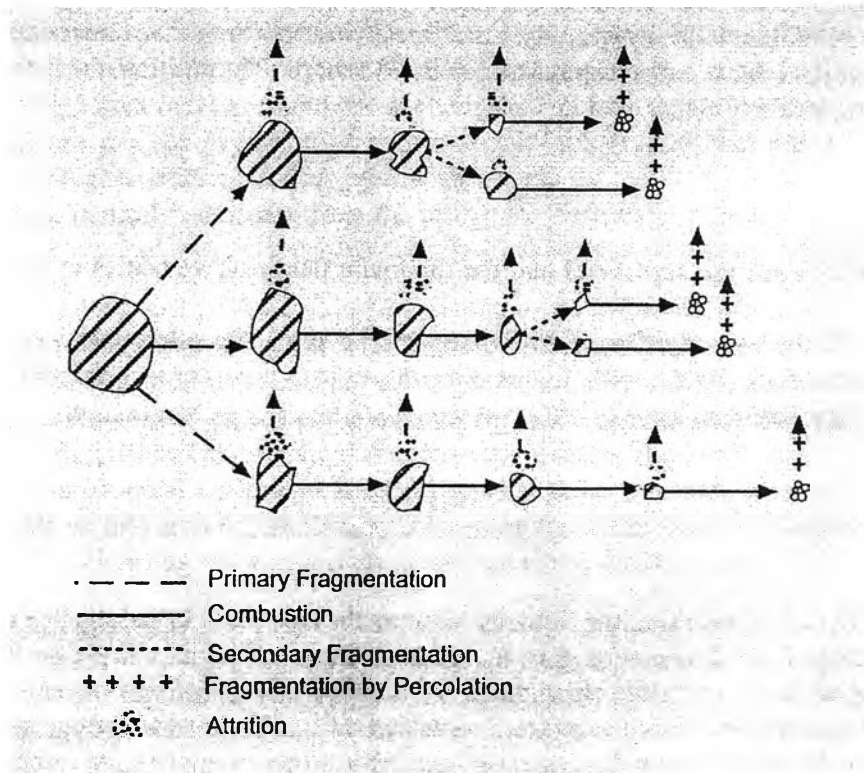 Primary Fragmentation
Combustion
Secondary Fragmentation
Fragmentation by Percolation
Attrition